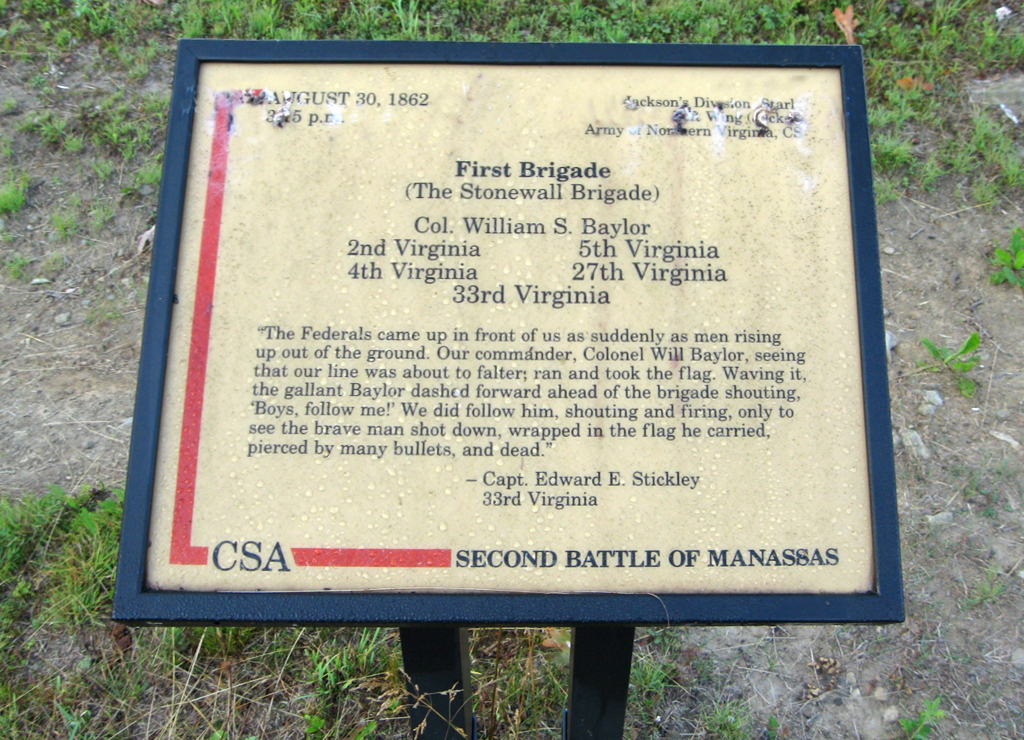 AUGUST 30, 1862
p.m.
Jackson's Division
Wing
Army of Northern Virginia,
First Brigade
(The Stonewall Brigade)
Col. William S. Baylor
2nd Virginia 5th Virginia
4th Virginia 27th Virginia
33rd Virginia
"The Federals came up in front of us as suddenly as men rising
up out of the ground. Our commander, Colonel Will Baylor, seeing
that our line was about to falter; ran and took the flag. Waving it,
the gallant Baylor dashed forward ahead of the brigade shouting,
'Boys, follow me!' We did follow him, shouting and firing, only to
see the brave man shot down, wrapped in the flag he carried,
pierced by many bullets, and dead."
– Capt. Edward E. Stickley
33rd Virginia
CSA SECOND BATTLE OF MANASSAS